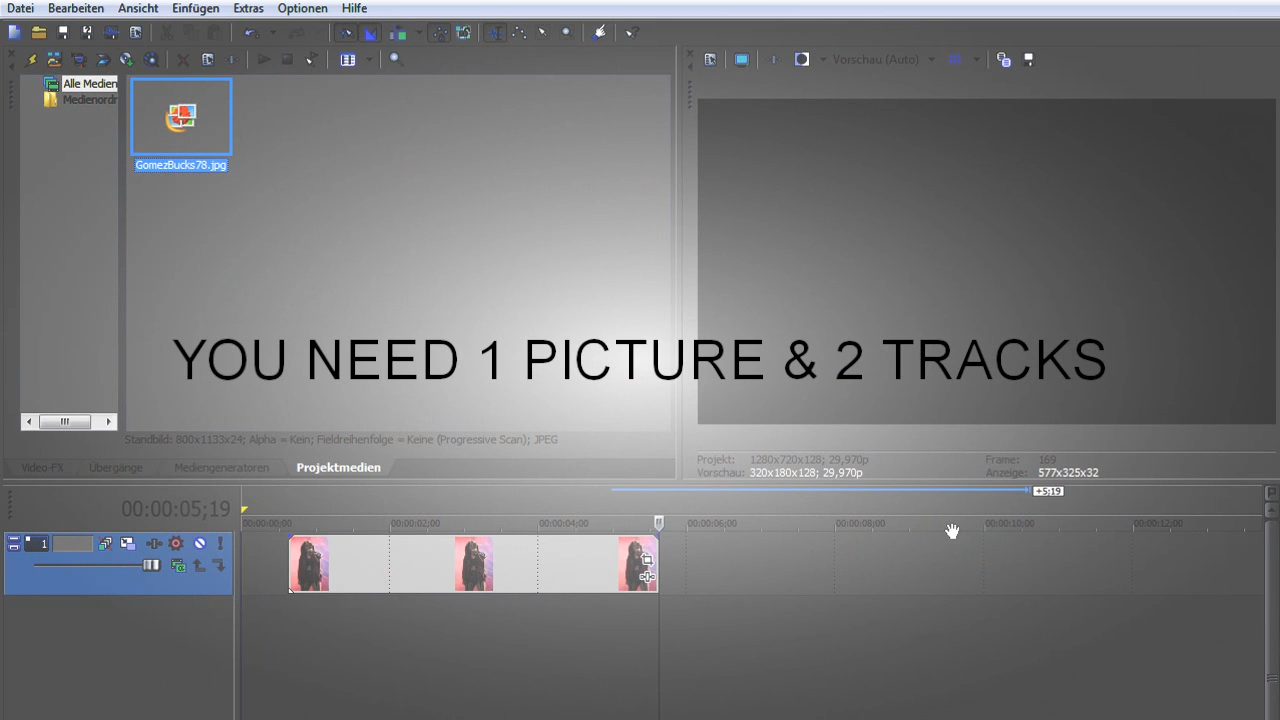 Datei Bearbeiten Ansicht Einfügen Extras Optionen Hilfe
Vorschau (Auto)
Alle Medien
Medienordn
GomezBucks78.jpg
YOU NEED 1 PICTURE & 2 TRACKS
Standbild: 800x1133x24; Alpha = Kein; Fieldreihenfolge = Keine (Progressive Scan); JPEG
Video-FX Übergänge Mediengeneratoren Projektmedien
Projekt: 1280x720x128; 29,970p Frame: 169
Vorschau: 320x180x128; 29,970p Anzeige: 577x325x32
00:00:05;19
+5:19
00:00:00;00 00:00:02;00 00:00:04;00 00:00:06;00 00:00:08;00 00:00:10;00 00:00:12;00
1